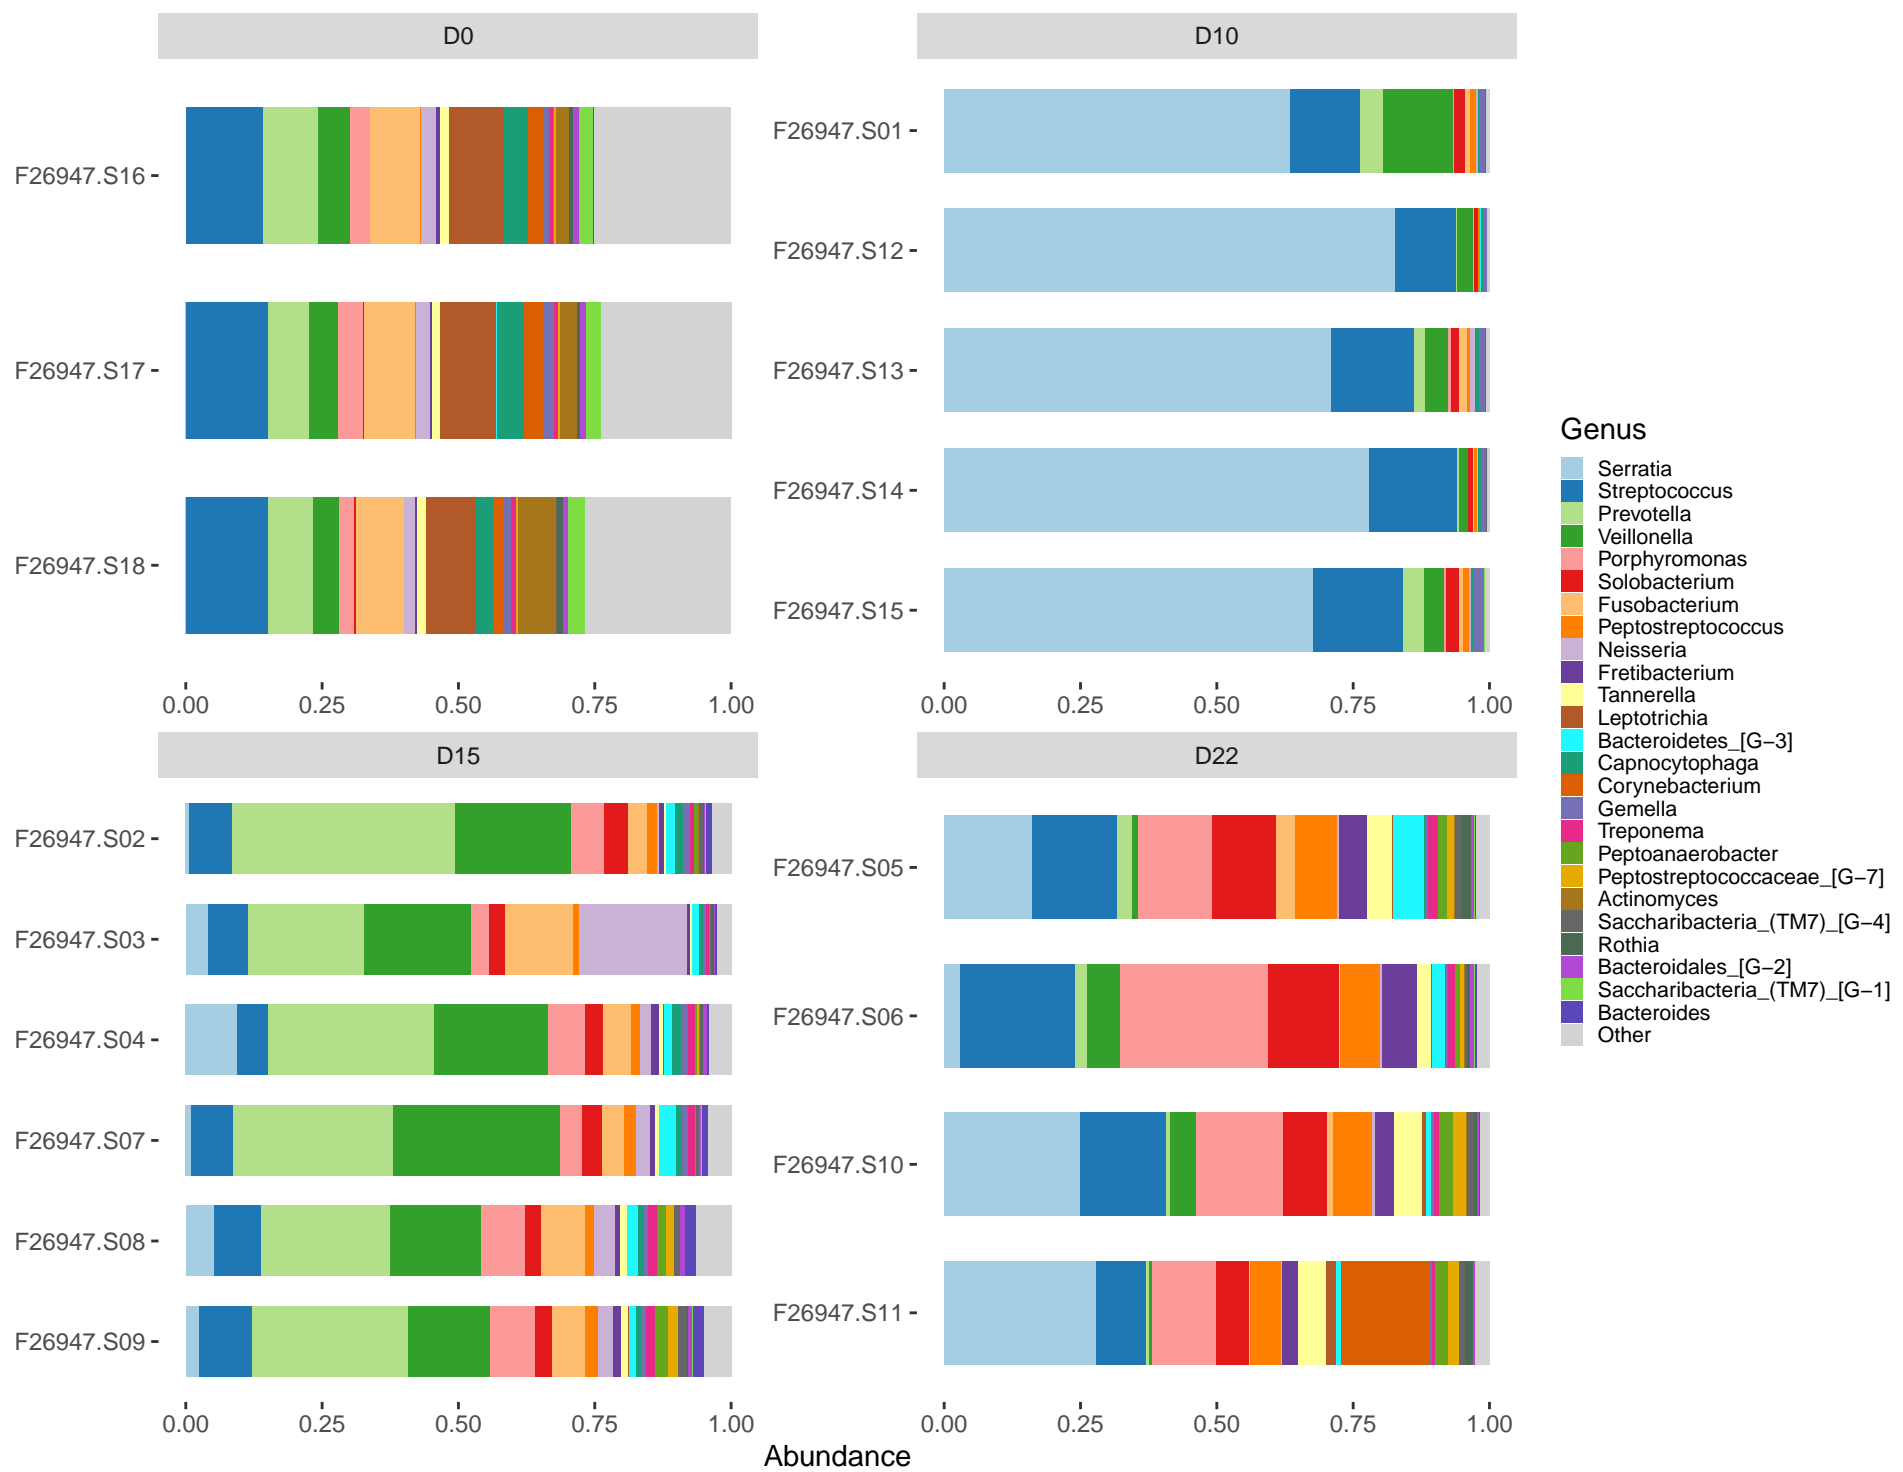 D0
F26947.S16
F26947.S17
F26947.S18
0.00 0.25 0.50 0.75 1.00
D10
F26947.S01
F26947.S12
F26947.S13
F26947.S14
F26947.S15
0.00 0.25 0.50 0.75 1.00
D15
F26947.S02
F26947.S03
F26947.S04
F26947.S07
F26947.S08
F26947.S09
0.00 0.25 0.50 0.75 1.00
D22
F26947.S05
F26947.S06
F26947.S10
F26947.S11
0.00 0.25 0.50 0.75 1.00
Abundance
Genus
Serratia
Streptococcus
Prevotella
Veillonella
Porphyromonas
Solobacterium
Fusobacterium
Peptostreptococcus
Neisseria
Fretibacterium
Tannerella
Leptotrichia
Bacteroidetes_[G−3]
Capnocytophaga
Corynebacterium
Gemella
Treponema
Peptoanaerobacter
Peptostreptococcaceae_[G−7]
Actinomyces
Saccharibacteria_(TM7)_[G−4]
Rothia
Bacteroidales_[G−2]
Saccharibacteria_(TM7)_[G−1]
Bacteroides
Other